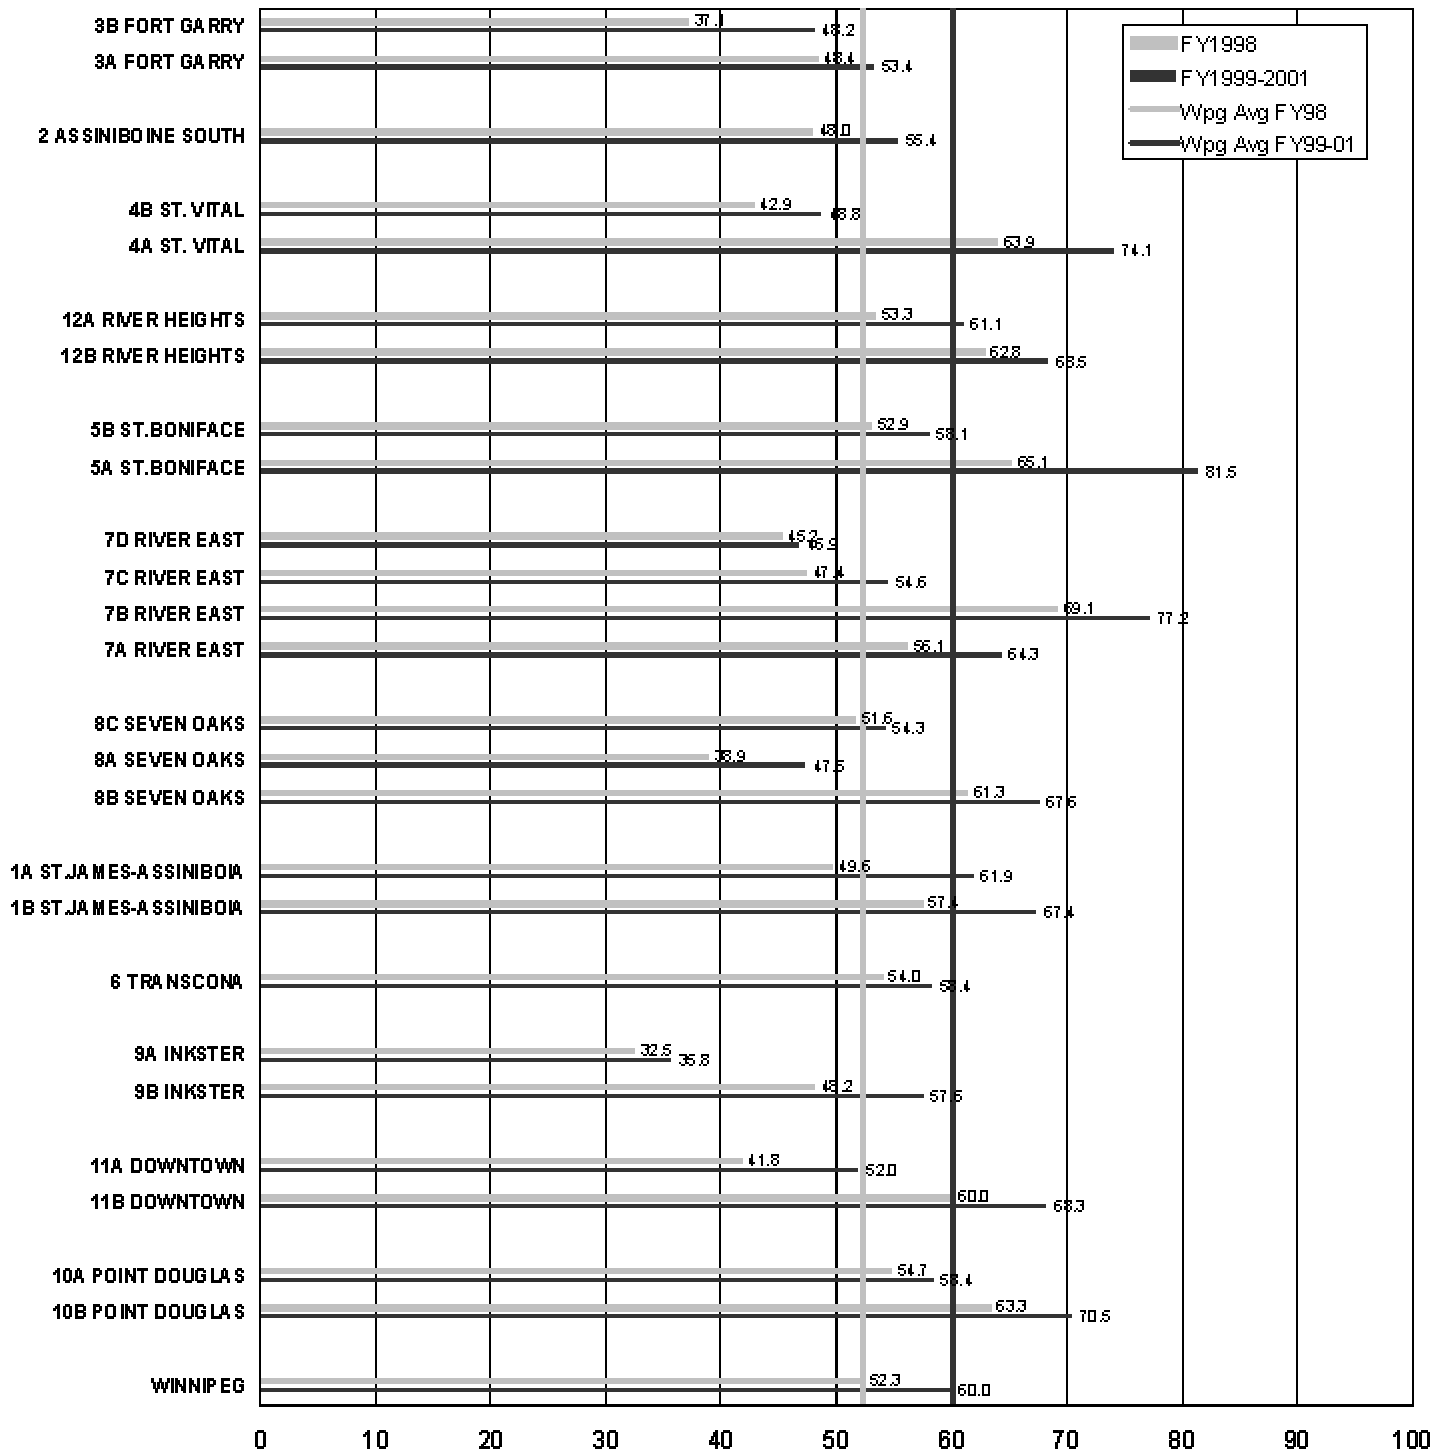 3B FORT GARRY 37.1 48.2
3A FORT GARRY 48.4 53.4
2 ASSINIBOINE SOUTH 48.0 55.4
4B ST. VITAL 42.9 48.8
4A ST. VITAL 63.9 74.1
12A RIVER HEIGHTS 53.3 61.1
12B RIVER HEIGHTS 62.8 68.5
5B ST.BONIFACE 52.9 58.1
5A ST.BONIFACE 65.1 81.5
7D RIVER EAST 45.2 46.9
7C RIVER EAST 47.4 54.6
7B RIVER EAST 69.1 77.2
7A RIVER EAST 56.1 64.3
8C SEVEN OAKS 51.6 54.3
8A SEVEN OAKS 38.9 47.5
8B SEVEN OAKS 61.3 67.6
1A ST.JAMES-ASSINIBOIA 49.6 61.9
1B ST.JAMES-ASSINIBOIA 57.4 67.4
6 TRANSCONA 54.0 58.4
9A INKSTER 32.5 35.8
9B INKSTER 48.2 57.6
11A DOWNTOWN 41.8 52.0
11B DOWNTOWN 60.0 68.3
10A POINT DOUGLAS 54.7 58.4
10B POINT DOUGLAS 63.3 70.5
WINNIPEG 52.3 60.0
0 10 20 30 40 50 60 70 80 90 100
FY1998
FY1999-2001
Wpg Avg FY98
Wpg Avg FY99-01